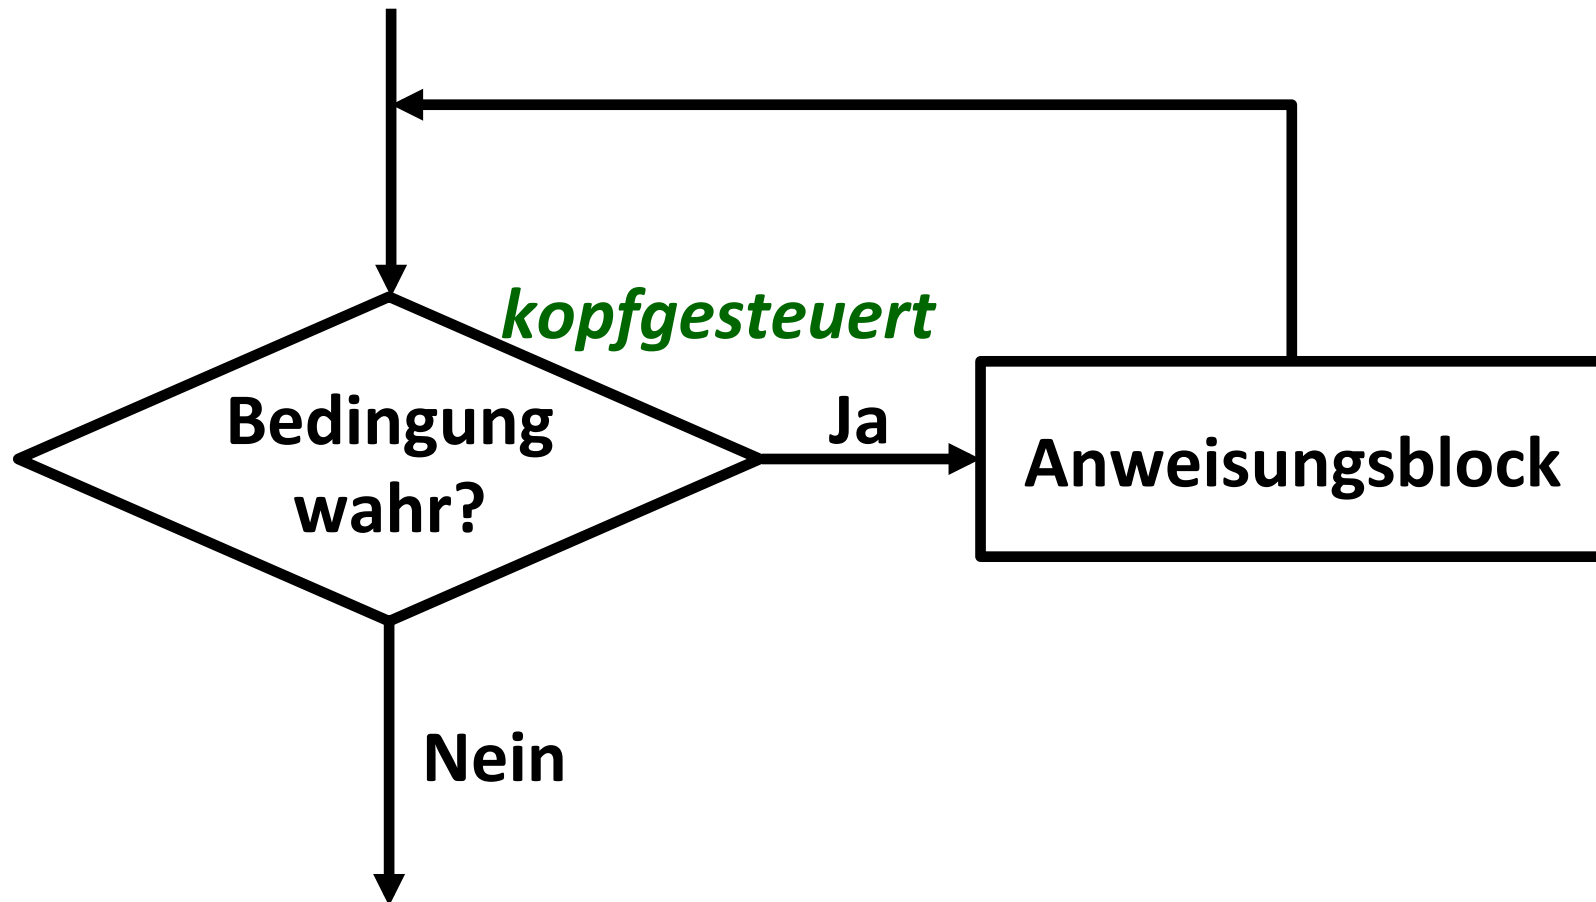 kopfgesteuert
Bedingung
wahr?
Ja
Anweisungsblock
Nein